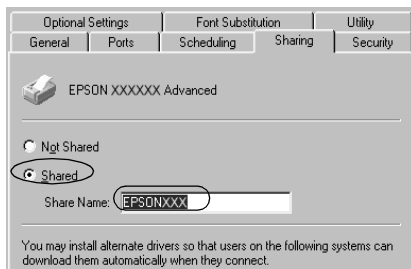 Optional Settings Font Substitution Utility
General Ports Scheduling Sharing Security
EPSON XXXXXX Advanced
Not Shared
Shared
Share Name: EPSONXXX
You may install alternate drivers so that users on the following systems can
download them automatically when they connect.